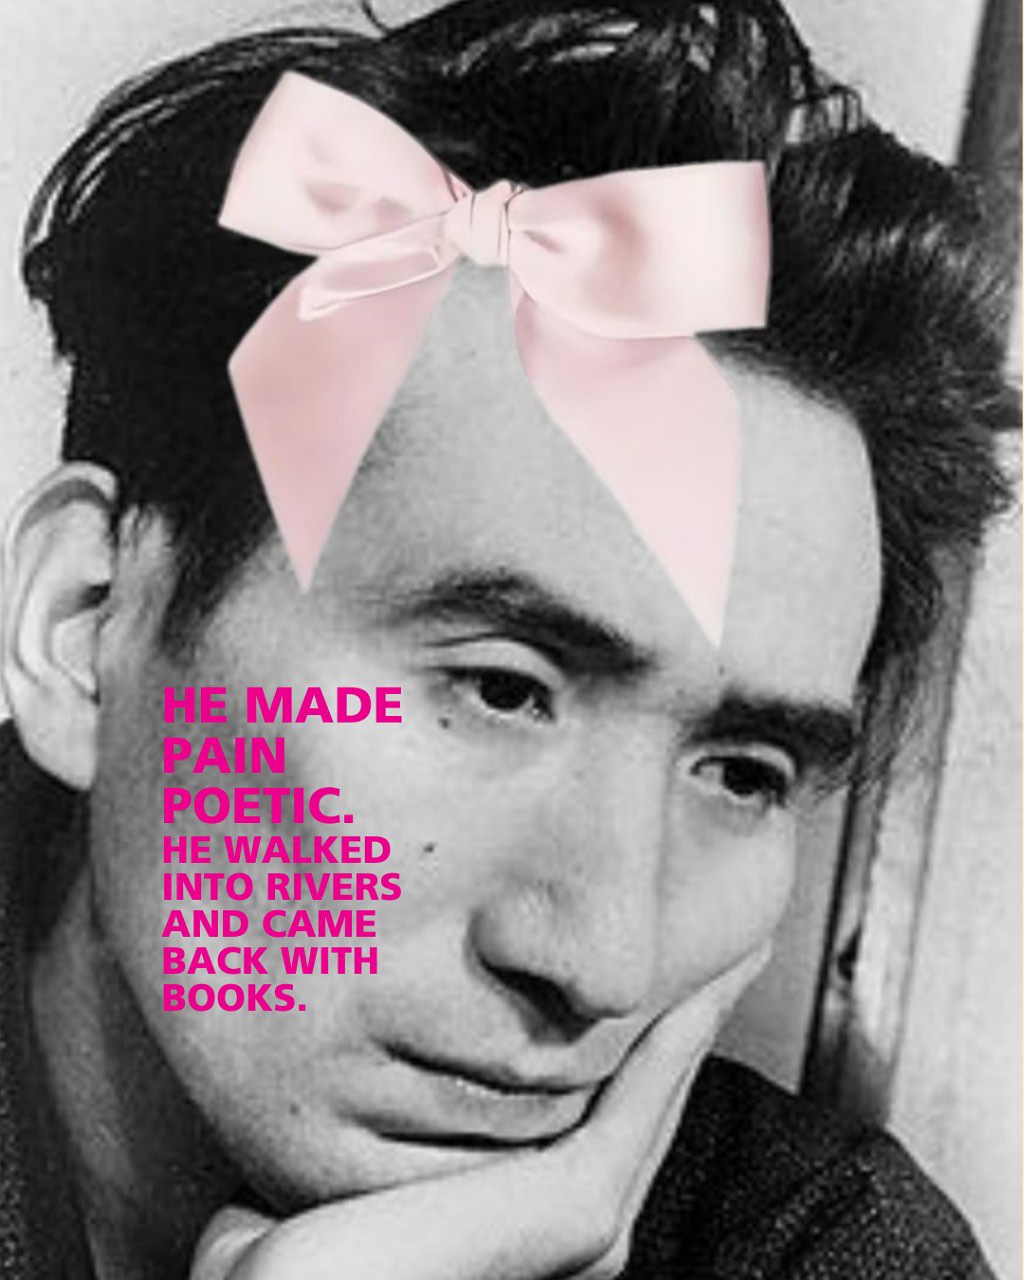 HE MADE
PAIN
POETIC.
HE WALKED
INTO RIVERS
AND CAME
BACK WITH
BOOKS.